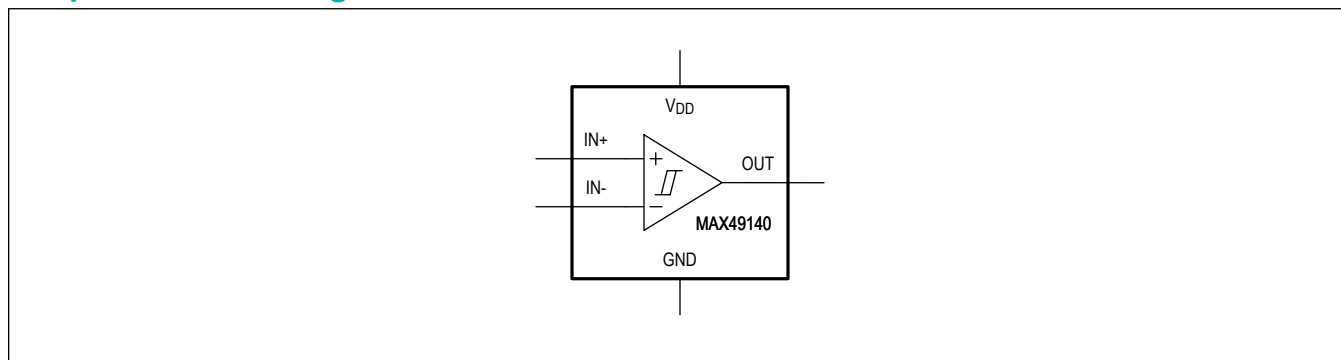 VDD
IN+
+
OUT
IN-
−
MAX49140
GND